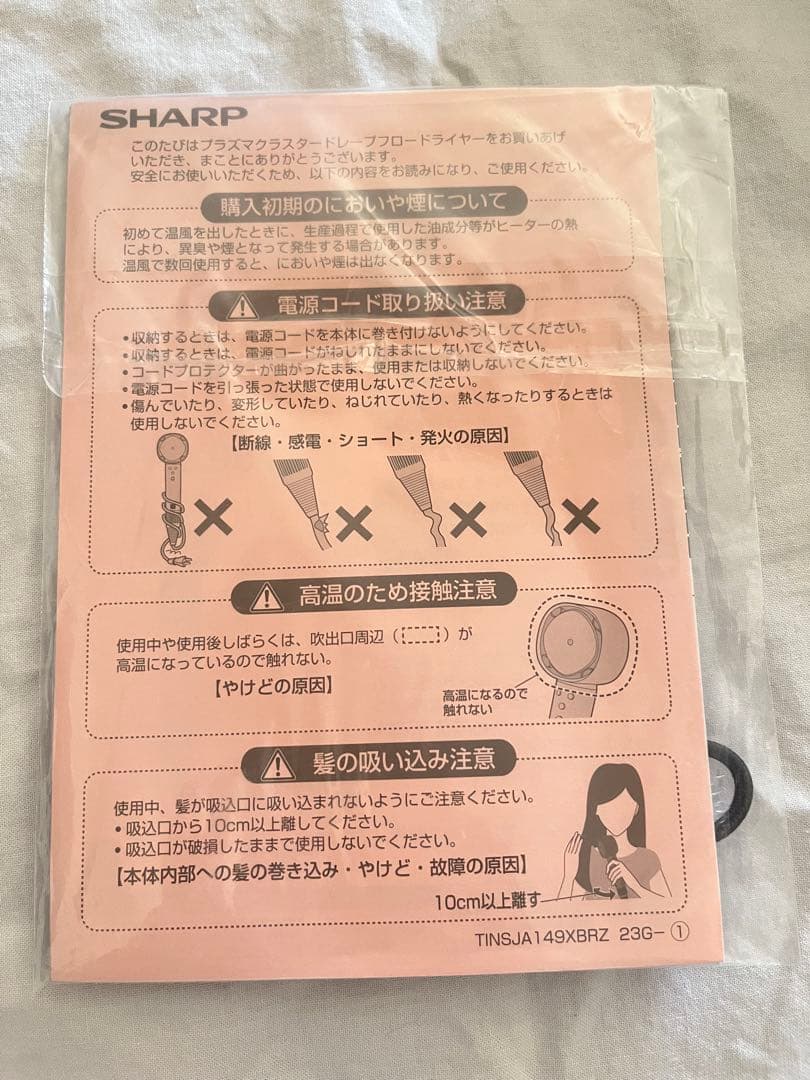 SHARP
このたびはプラズマクラスタードレープフロードライヤーをお買いあげ
いただき、まことにありがとうございます。
安全にお使いいただくため、以下の内容をお読みになり、ご使用ください。
購入初期のにおいや煙について
初めて温風を出したときに、生産過程で使用した油成分等がヒーターの熱
により、異臭や煙となって発生する場合があります。
温風で数回使用すると、においや煙は出なくなります。
電源コード取り扱い注意
•収納するときは、電源コードを本体に巻き付けないようにしてください。
•収納するときは、電源コードがねじれたままにしないでください。
•コードプロテクターが曲がったまま、使用または収納しないでください。
•電源コードを引っ張った状態で使用しないでください。
•傷んでいたり、変形していたり、ねじれていたり、熱くなったりするときは
使用しないでください。
【断線・感電・ショート・発火の原因】
高温のため接触注意
使用中や使用後しばらくは、吹出口周辺（　）が
高温になっているので触れない。
【やけどの原因】
高温になるので
触れない
髪の吸い込み注意
使用中、髪が吸込口に吸い込まれないようにご注意ください。
•吸込口から10cm以上離してください。
•吸込口が破損したままで使用しないでください。
【本体内部への髪の巻き込み・やけど・故障の原因】
10cm以上離す
TINSJA149XBRZ 23G-①